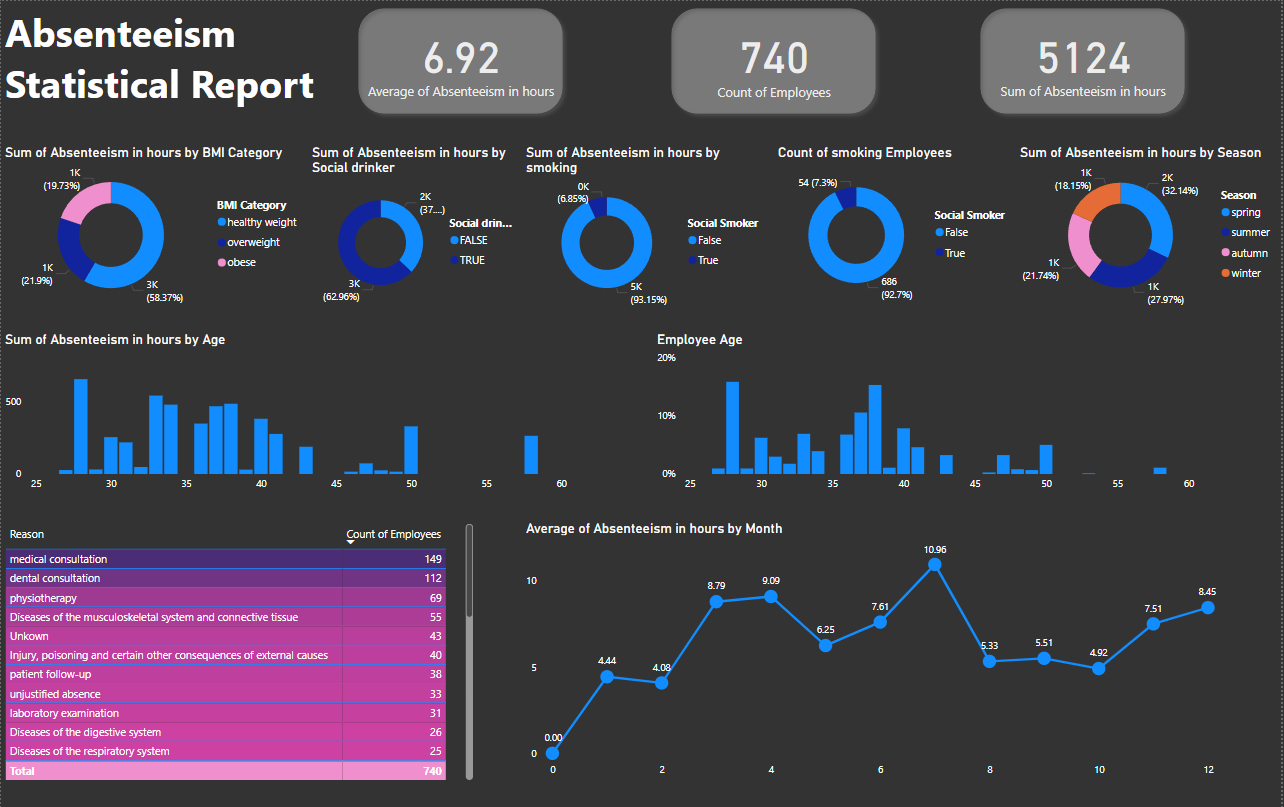 Absenteeism
Statistical Report
6.92
Average of Absenteeism in hours
740
Count of Employees
5124
Sum of Absenteeism in hours
Sum of Absenteeism in hours by BMI Category
1K
(19.73%)
1K
(21.9%)
3K
(58.37%)
BMI Category
healthy weight
overweight
obese
Sum of Absenteeism in hours by
Social drinker
2K
(37....)
3K
(62.96%)
Social drin...
FALSE
TRUE
Sum of Absenteeism in hours by
smoking
0K
(6.85%)
5K
(93.15%)
Social Smoker
False
True
Count of smoking Employees
54 (7.3%)
686
(92.7%)
Social Smoker
False
True
Sum of Absenteeism in hours by Season
1K
(18.15%)
2K
(32.14%)
1K
(21.74%)
1K
(27.97%)
Season
spring
summer
autumn
winter
Sum of Absenteeism in hours by Age
500
0
25 30 35 40 45 50 55 60
Employee Age
20%
10%
0%
25 30 35 40 45 50 55 60
Reason Count of Employees
medical consultation 149
dental consultation 112
physiotherapy 69
Diseases of the musculoskeletal system and connective tissue 55
Unkown 43
Injury, poisoning and certain other consequences of external causes 40
patient follow-up 38
unjustified absence 33
laboratory examination 31
Diseases of the digestive system 26
Diseases of the respiratory system 25
Total 740
Average of Absenteeism in hours by Month
10
5
0
0.00 4.44 4.08 8.79 9.09 6.25 7.61 10.96 5.33 5.51 4.92 7.51 8.45
0 2 4 6 8 10 12